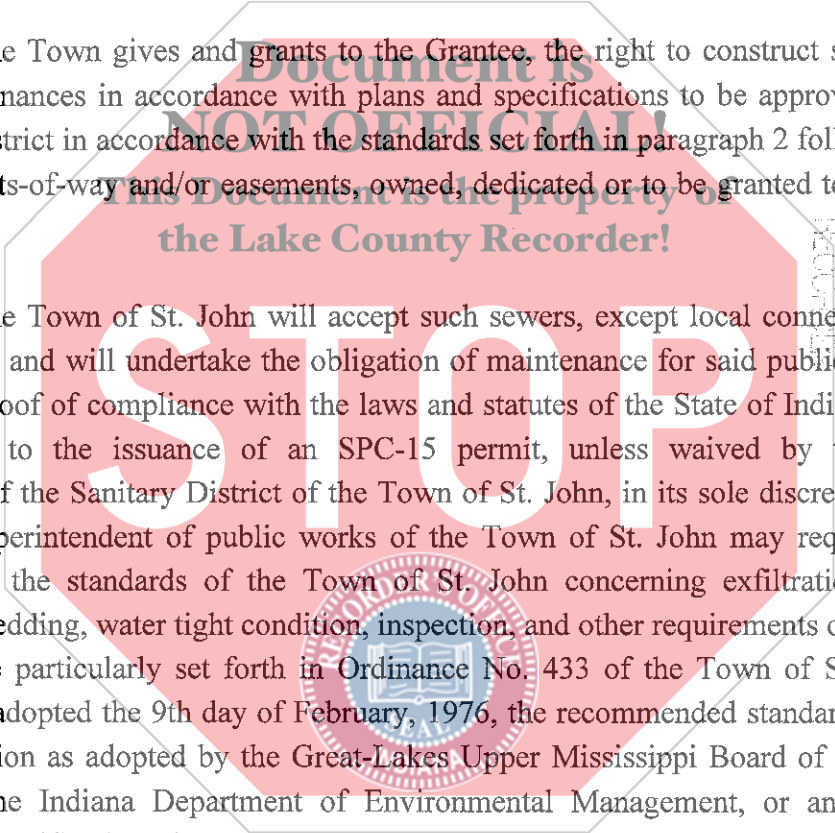 e Town gives and grants to the Grantee, the right to construct s
Document is
nances in accordance with plans and specifications to be approv
NOT OFFICIAL!
strict in accordance with the standards set forth in paragraph 2 foll
ts-of-way and/or easements, owned, dedicated or to be granted to
This Document is the property of
the Lake County Recorder!
e Town of St. John will accept such sewers, except local conne
and will undertake the obligation of maintenance for said public
oof of compliance with the laws and statutes of the State of Indi
STOP
to the issuance of an SPC-15 permit, unless waived by
f the Sanitary District of the Town of St. John, in its sole discre
perintendent of public works of the Town of St. John may req
the standards of the Town of St. John concerning exfiltrati
edding, water tight condition, inspection, and other requirements o
particularly set forth in Ordinance No. 433 of the Town of S
adopted the 9th day of February, 1976, the recommended standar
ion as adopted by the Great-Lakes Upper Mississippi Board of
ne Indiana Department of Environmental Management, or an
RECORDER'S OFFICE
SEAL
INDIANA